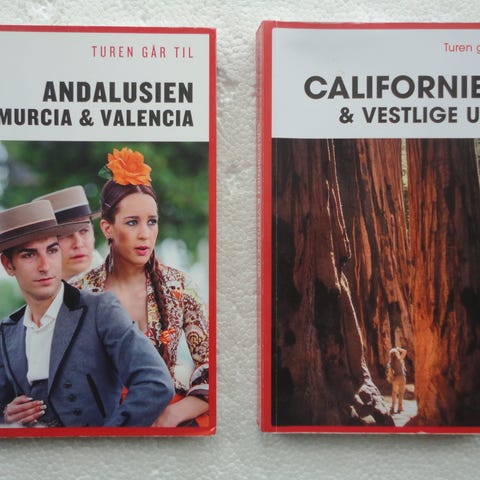 TUREN GÅR TIL
ANDALUSIEN
MURCIA & VALENCIA
Turen g
CALIFORNIE
& VESTLIGE U